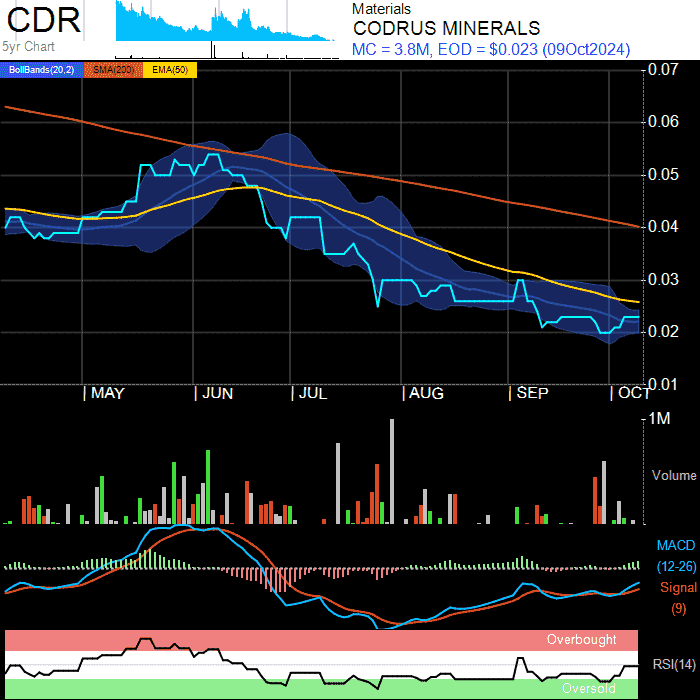 CDR
5yr Chart
Materials
CODRUS MINERALS
MC = 3.8M, EOD = $0.023 (09Oct2024)
BollBands(20,2) SMA(200) EMA(50)
0.07
0.06
0.05
0.04
0.03
0.02
0.01
MAY JUN JUL AUG SEP OCT
1M
Volume
MACD
(12-26)
Signal
(9)
Overbought
RSI(14)
Oversold